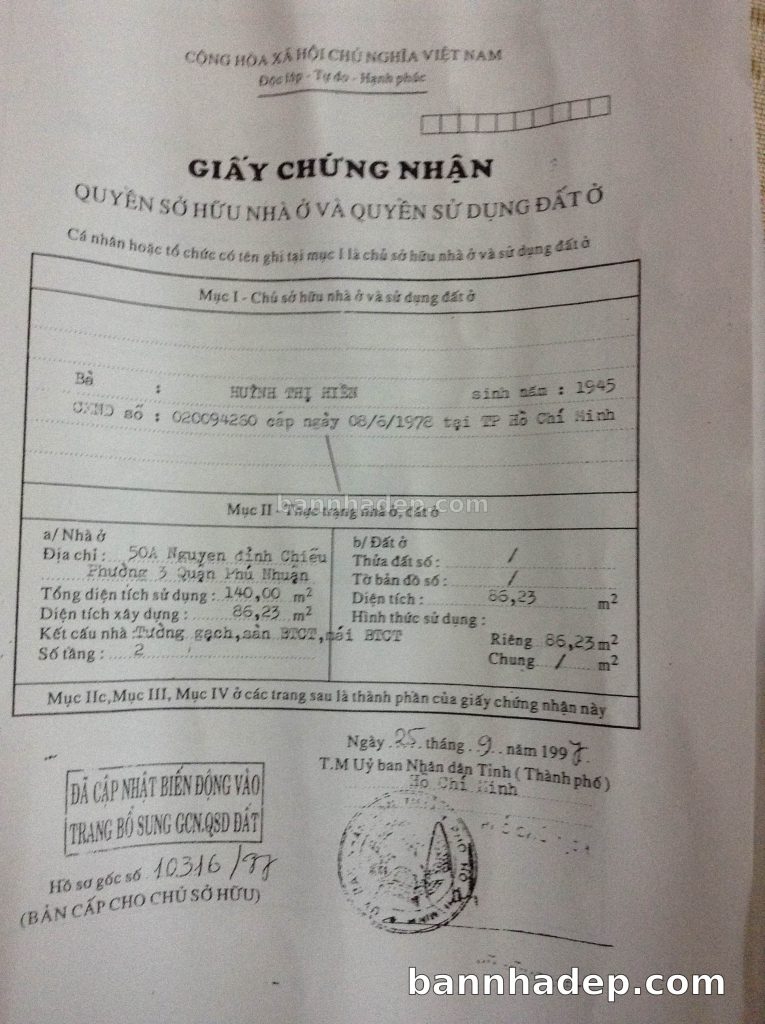 CỘNG HÒA XÃ HỘI CHỦ NGHĨA VIỆT NAM
Độc lập - Tự do - Hạnh phúc
GIẤY CHỨNG NHẬN
QUYỀN SỞ HỮU NHÀ Ở VÀ QUYỀN SỬ DỤNG ĐẤT Ở
Cá nhân hoặc tổ chức có tên ghi tại mục I là chủ sở hữu nhà ở và sử dụng đất ở
Mục I - Chủ sở hữu nhà ở và sử dụng đất ở
Bà : HUỲNH THỊ HIỀN sinh năm : 1945
CMND số : 020094260 cấp ngày 08/6/1978 tại TP Hồ Chí Minh
bannhadep.com
Mục II - Thực trạng nhà ở, đất ở
a/ Nhà ở
Địa chỉ : 50A Nguyen đình Chiểu
Phường 3 Quận Phú Nhuận
Tổng diện tích sử dụng : 140,00 m²
Diện tích xây dựng : 86,23 m²
Kết cấu nhà :Tường gạch,sàn BTCT,mái BTCT
Số tầng : 2
b/ Đất ở
Thửa đất số : /
Tờ bản đồ số : /
Diện tích : 86,23 m²
Hình thức sử dụng :
Riêng 86,23 m²
Chung / m²
Mục IIc,Mục III, Mục IV ở các trang sau là thành phần của giấy chứng nhận này
Ngày 25 tháng 9 năm 1997
T.M Uỷ ban Nhân dân Tỉnh ( Thành phố )
Hồ Chí Minh
ĐÃ CẬP NHẬT BIẾN ĐỘNG VÀO
TRANG BỔ SUNG GCN.QSD ĐẤT
Hồ sơ gốc số 10316 /97
(BẢN CẤP CHO CHỦ SỞ HỮU)
bannhadep.com